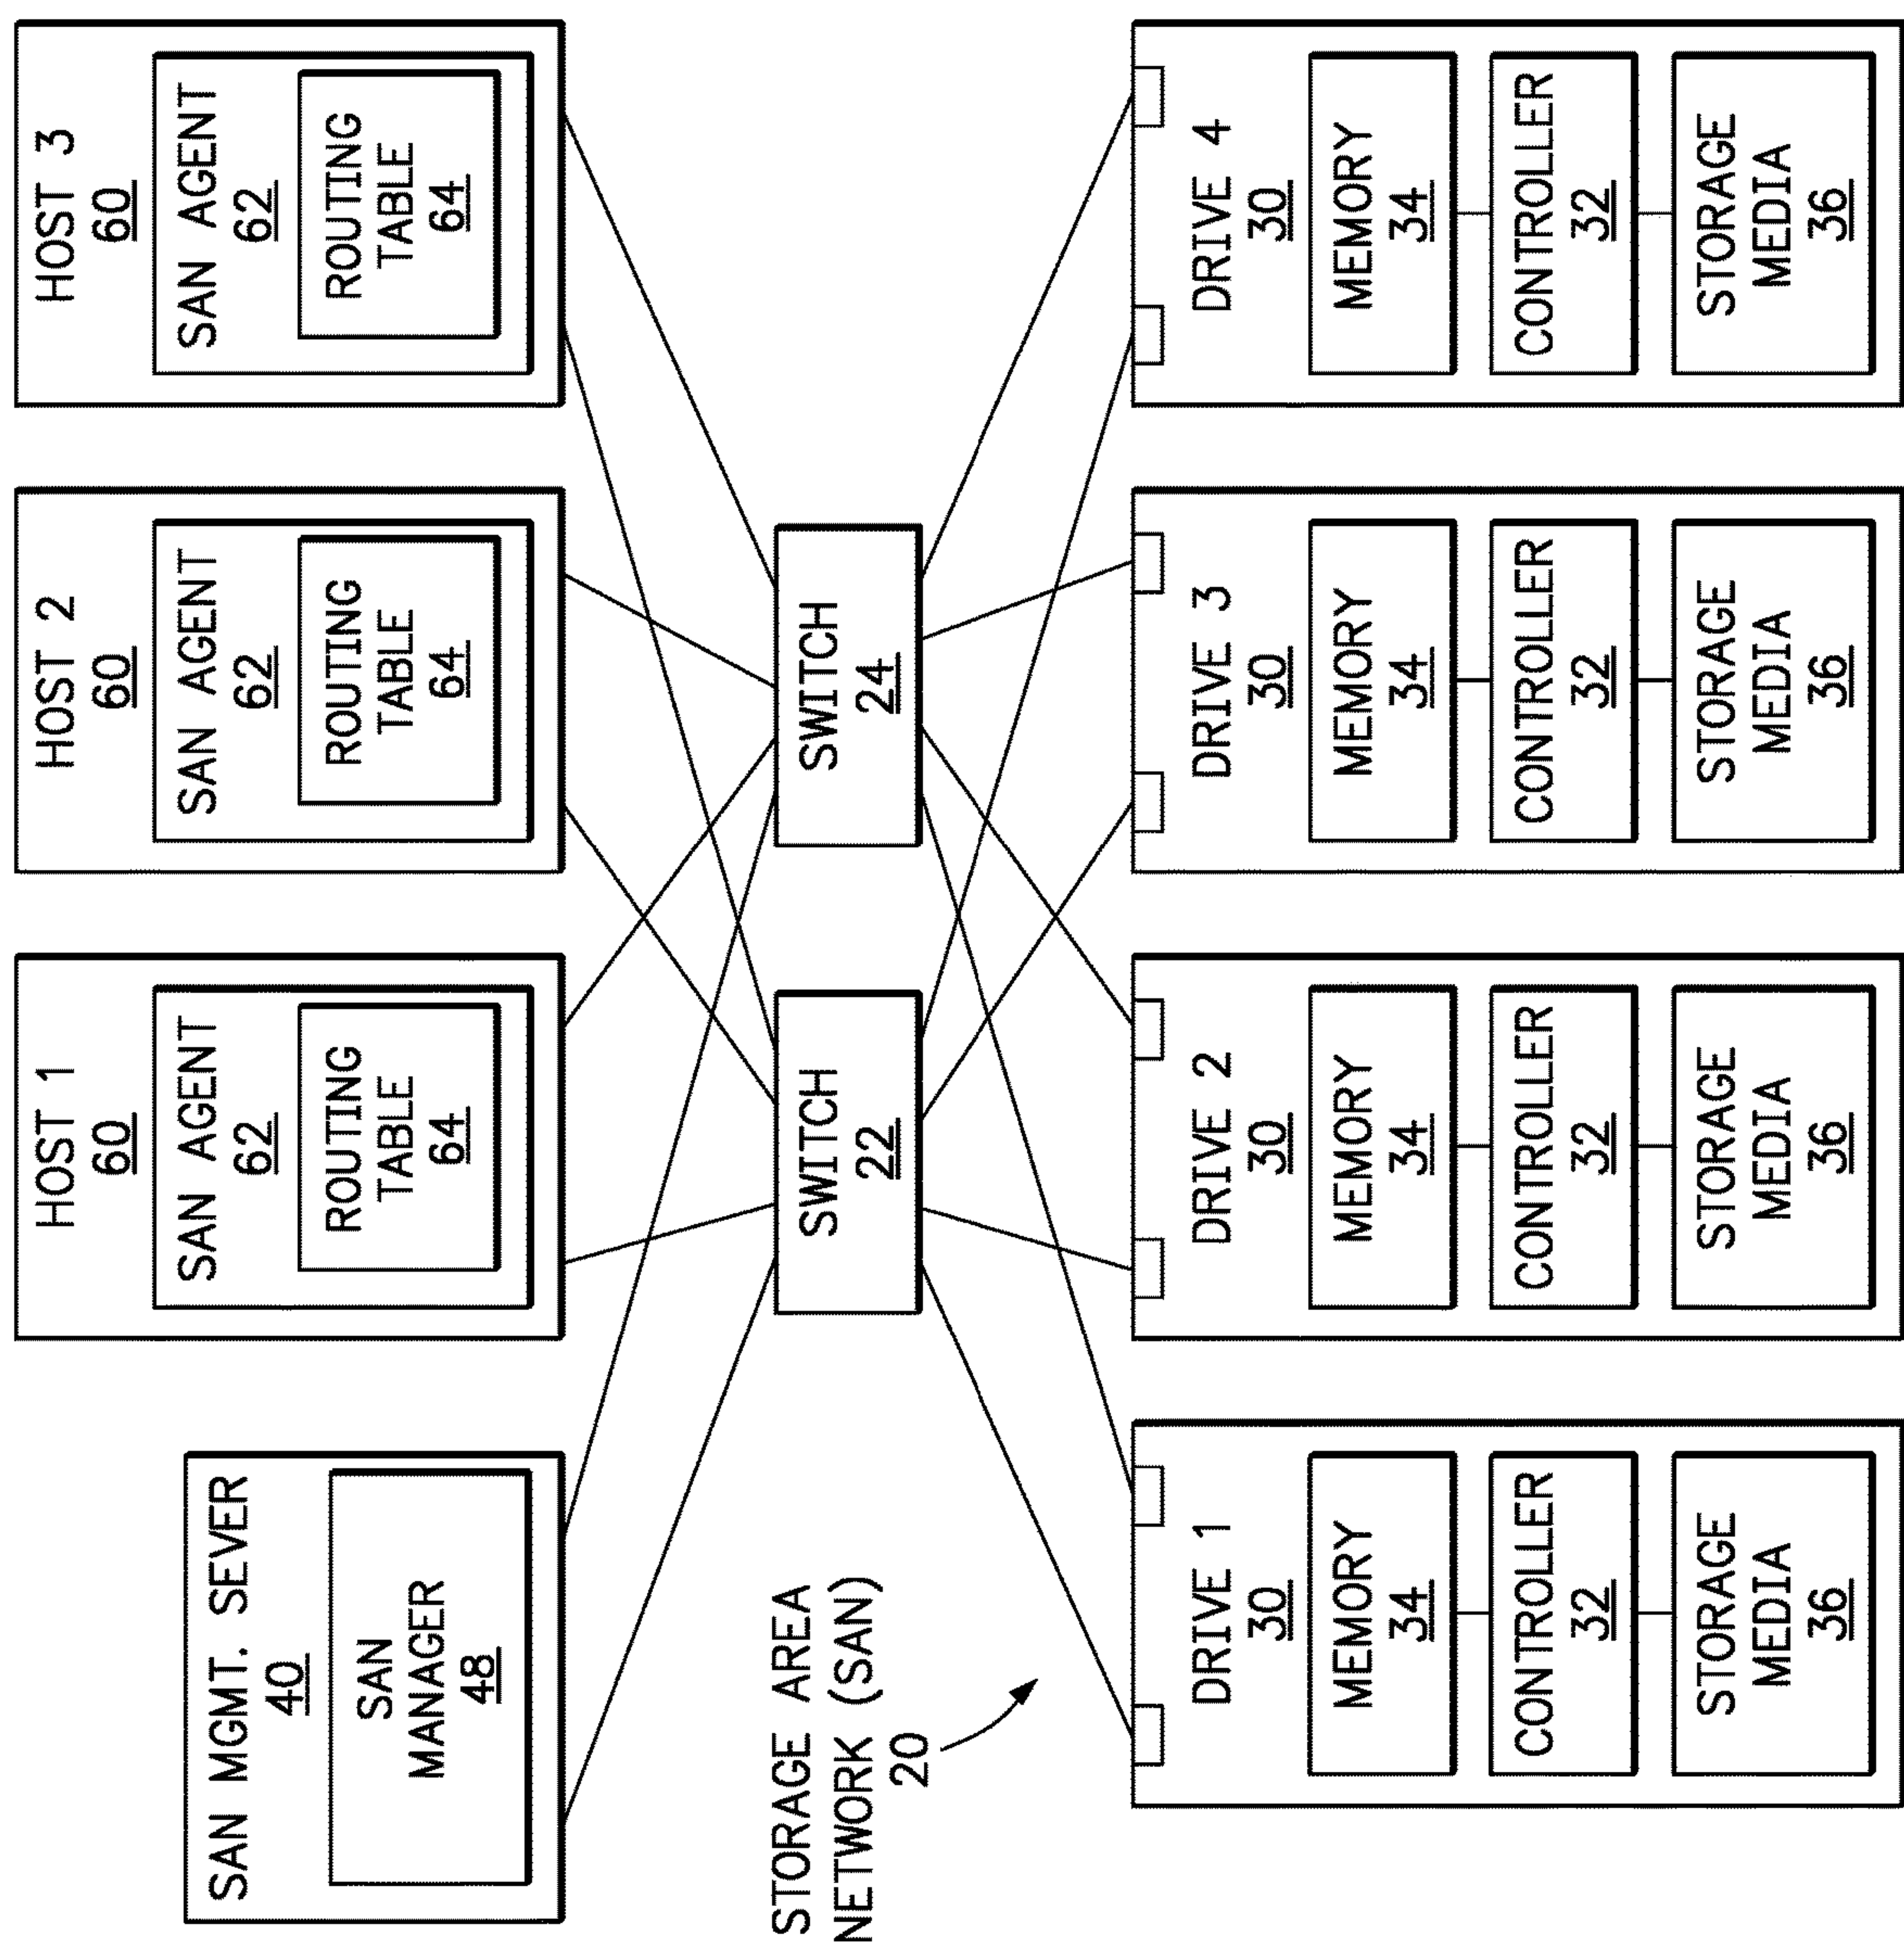 SAN MGMT. SEVER
40
SAN
MANAGER
48
HOST 1
60
SAN AGENT
62
ROUTING
TABLE
64
HOST 2
60
SAN AGENT
62
ROUTING
TABLE
64
HOST 3
60
SAN AGENT
62
ROUTING
TABLE
64
STORAGE AREA
NETWORK (SAN)
20
SWITCH
22
SWITCH
24
DRIVE 1
30
MEMORY
34
CONTROLLER
32
STORAGE
MEDIA
36
DRIVE 2
30
MEMORY
34
CONTROLLER
32
STORAGE
MEDIA
36
DRIVE 3
30
MEMORY
34
CONTROLLER
32
STORAGE
MEDIA
36
DRIVE 4
30
MEMORY
34
CONTROLLER
32
STORAGE
MEDIA
36